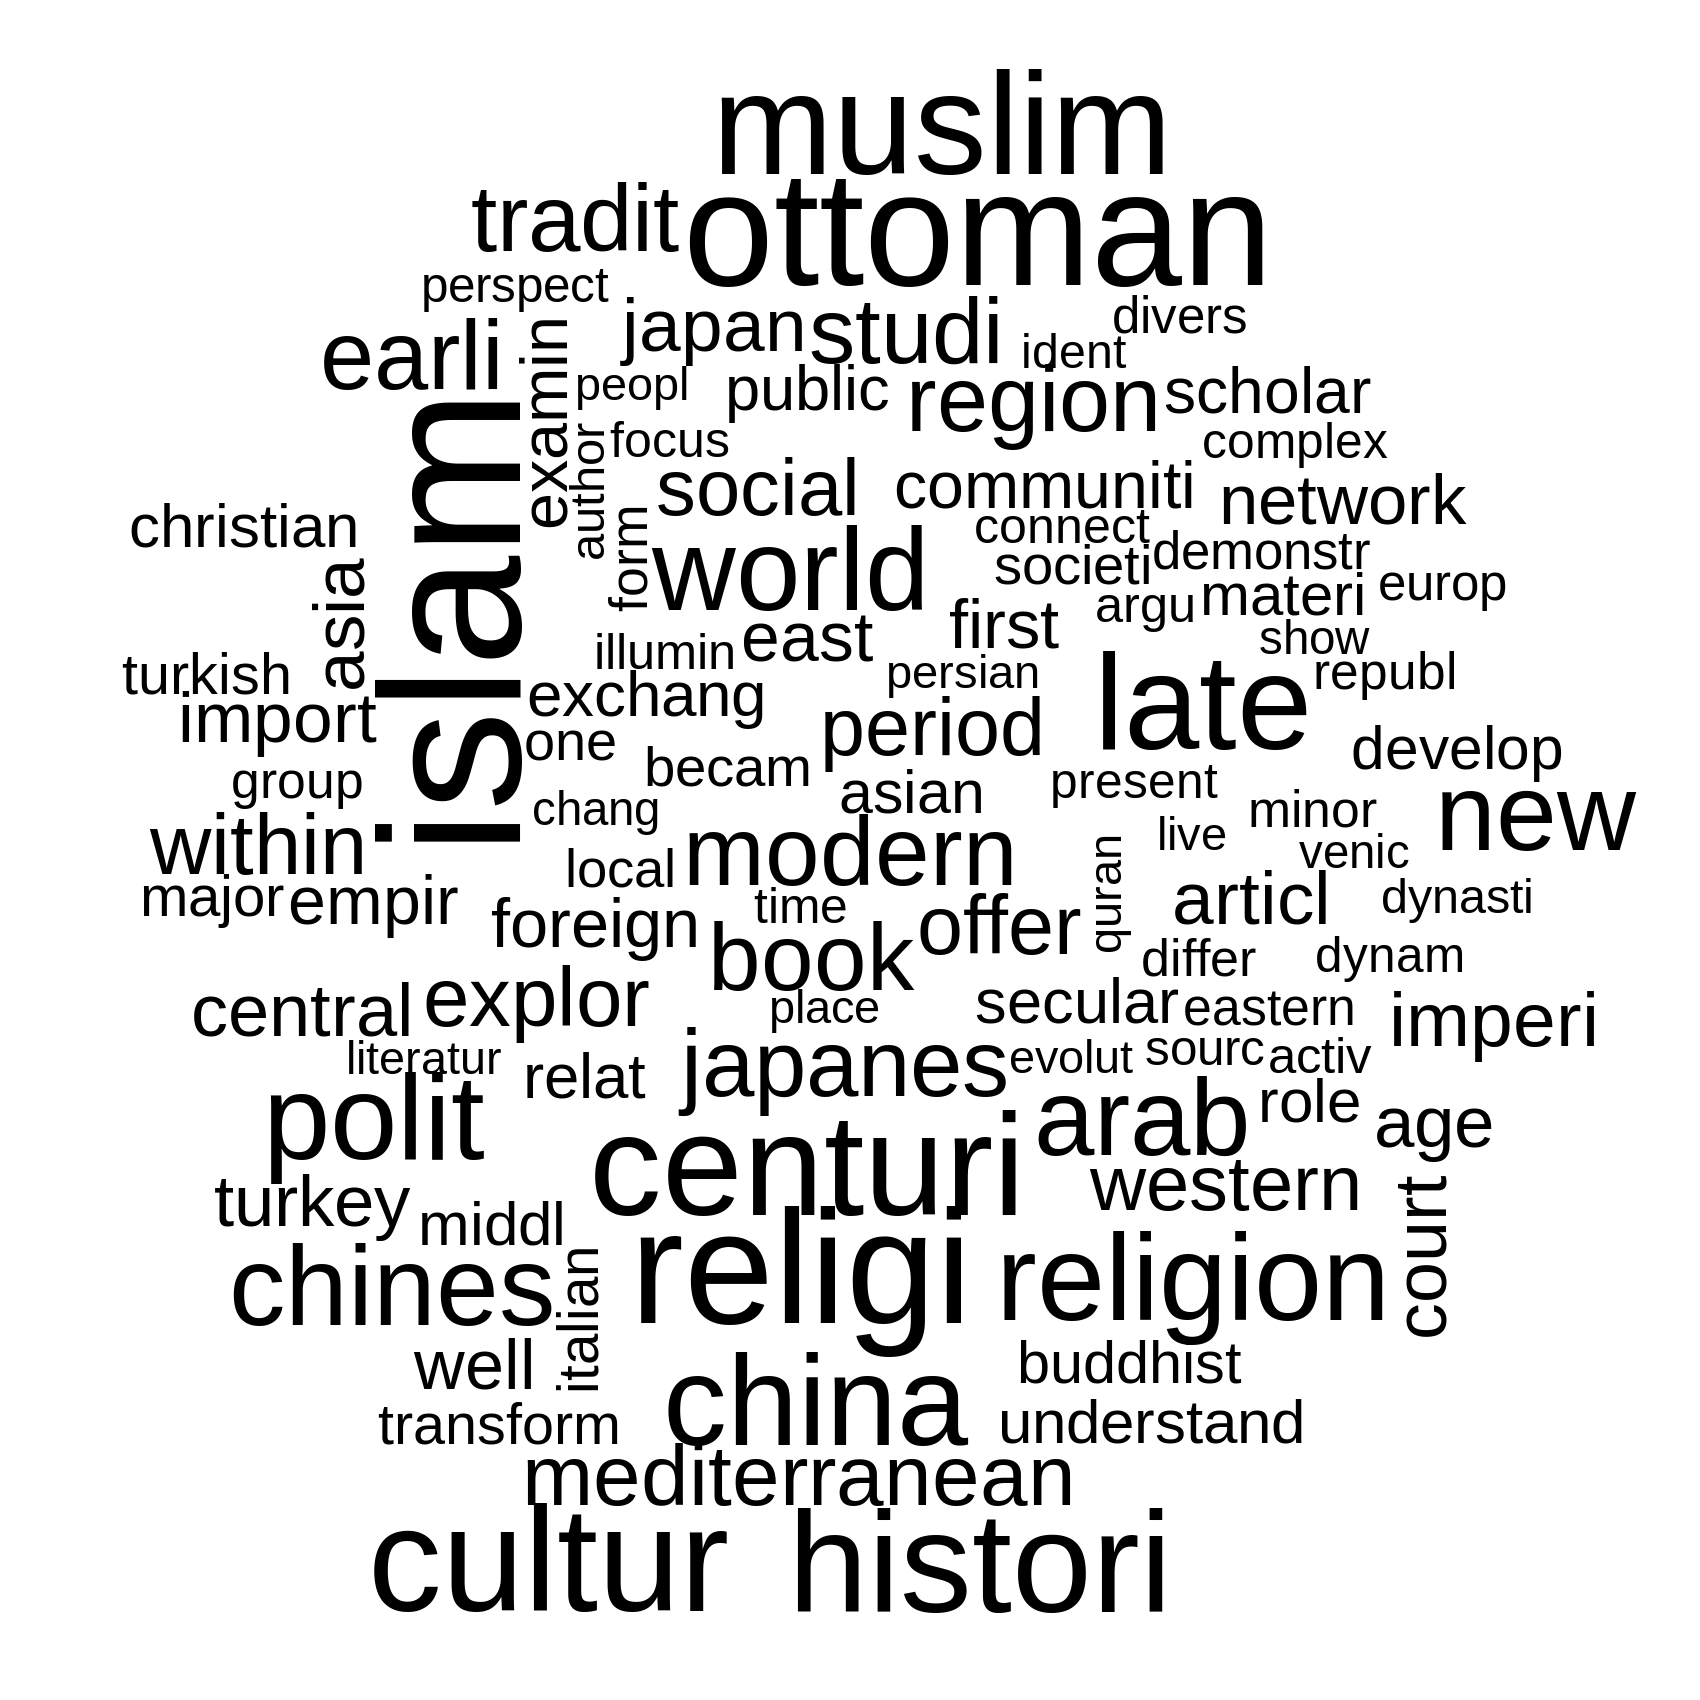 muslim
tradit ottoman
perspect
japan studi divers
earli examin ident
peopl public region scholar
author focus complex
islam social communiti network
christian form connect
world societi demonstr
asia materi europ
argu
first
east show
illumin persian late republ
turkish exchang
import period
one develop
becam
group asian present
chang new
within modern live minor
local quran venic
major empir time articl dynasti
foreign book offer
differ dynam
central explor place secular eastern imperi
literatur relat japanes evolut sourc activ
polit arab role age
centuri
turkey western
middl religi court
chines italian religion
well china buddhist
transform understand
mediterranean
cultur histori